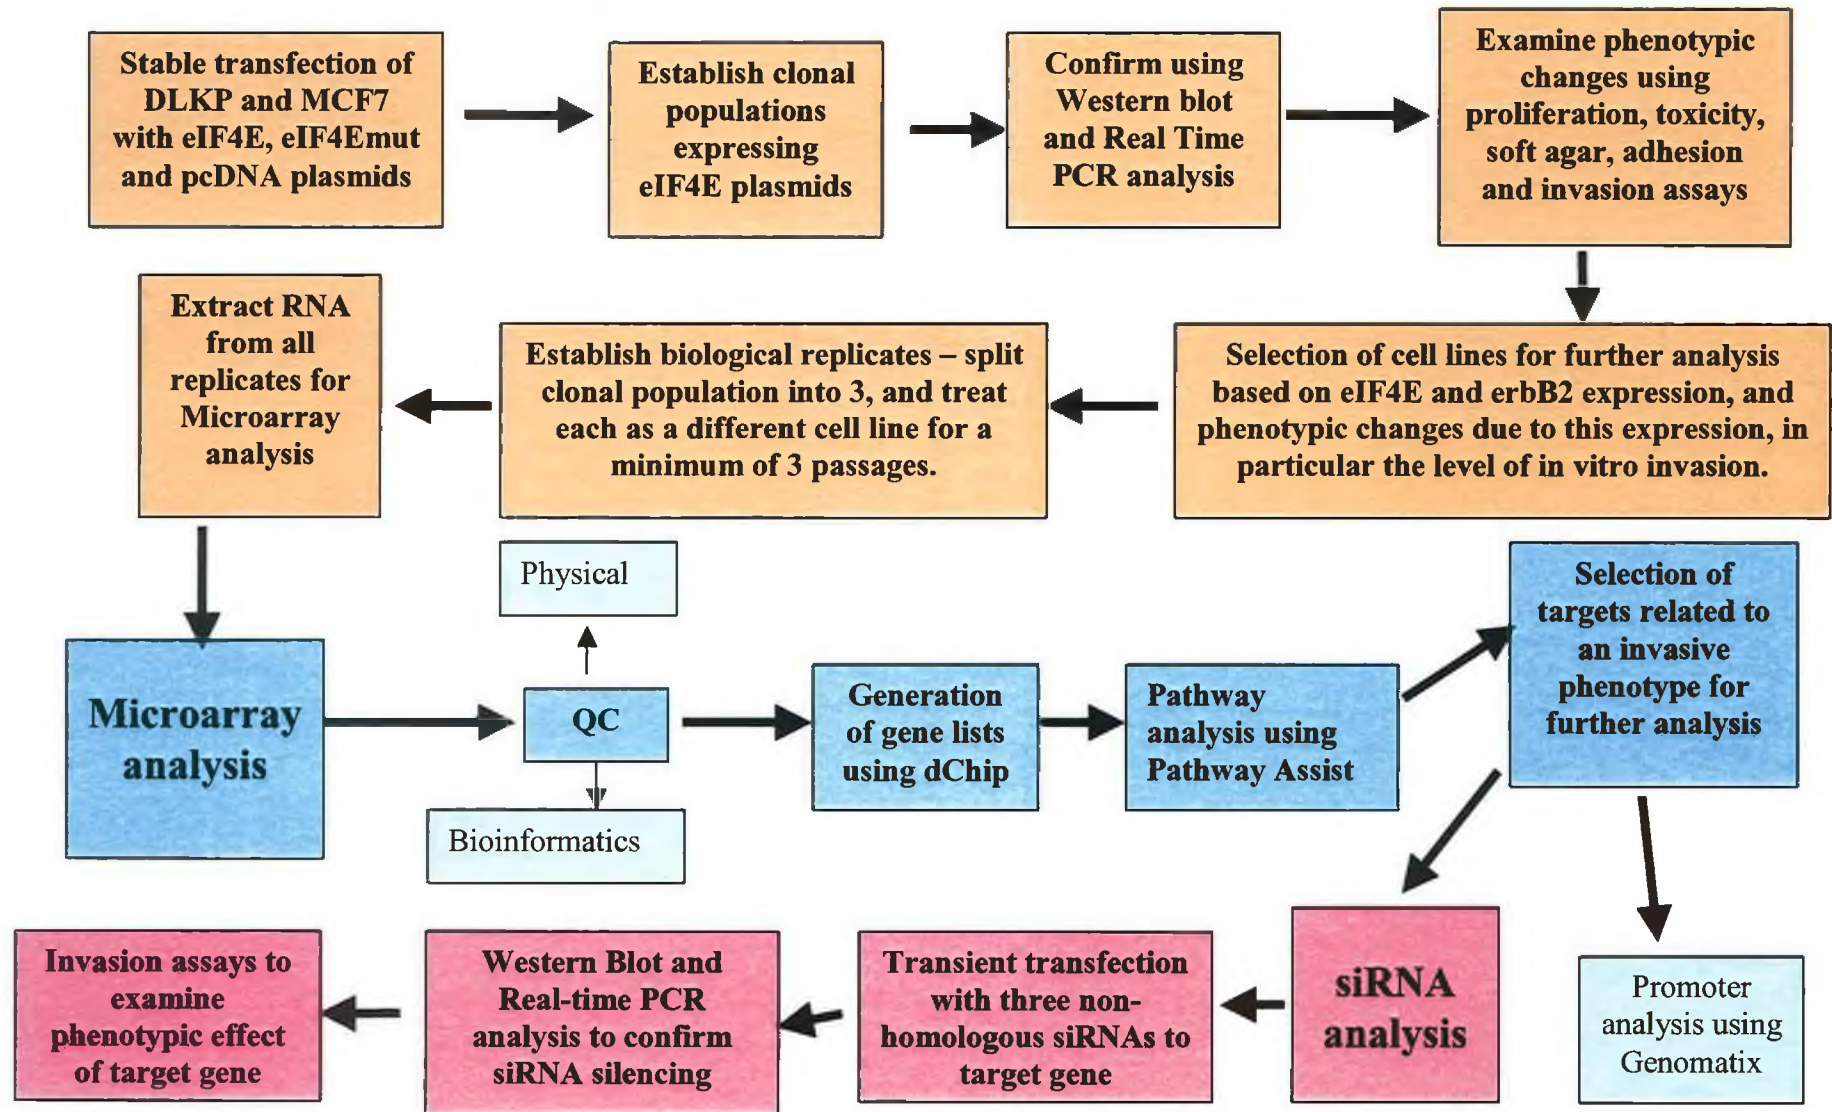 Stable transfection of
DLKP and MCF7
with eIF4E, eIF4Emut
and pcDNA plasmids
Establish clonal
populations
expressing
eIF4E plasmids
Confirm using
Western blot
and Real Time
PCR analysis
Examine phenotypic
changes using
proliferation, toxicity,
soft agar, adhesion
and invasion assays
Selection of cell lines for further analysis
based on eIF4E and erbB2 expression, and
phenotypic changes due to this expression, in
particular the level of in vitro invasion.
Establish biological replicates – split
clonal population into 3, and treat
each as a different cell line for a
minimum of 3 passages.
Extract RNA
from all
replicates for
Microarray
analysis
Microarray
analysis
Physical
QC
Bioinformatics
Generation
of gene lists
using dChip
Pathway
analysis using
Pathway Assist
Selection of
targets related to
an invasive
phenotype for
further analysis
Promoter
analysis using
Genomatix
siRNA
analysis
Transient transfection
with three non-
homologous siRNAs to
target gene
Western Blot and
Real-time PCR
analysis to confirm
siRNA silencing
Invasion assays to
examine
phenotypic effect
of target gene